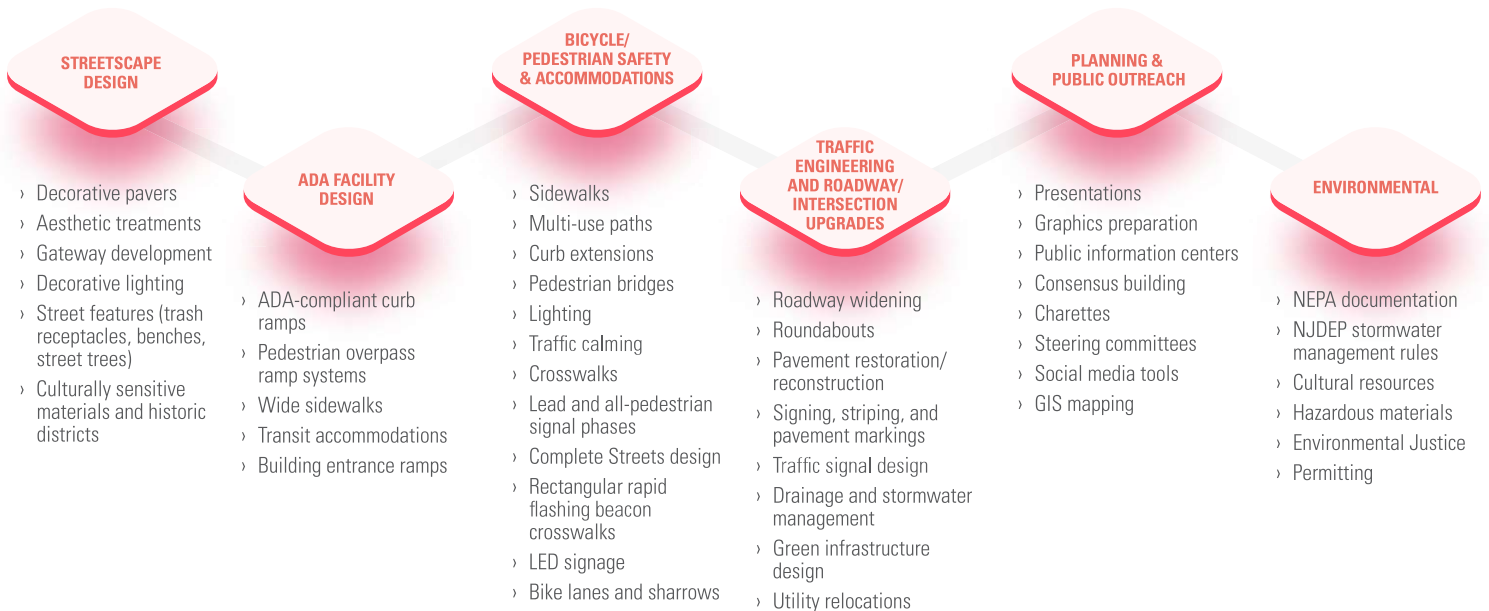 STREETSCAPE
DESIGN
› Decorative pavers
› Aesthetic treatments
› Gateway development
› Decorative lighting
› Street features (trash
receptacles, benches,
street trees)
› Culturally sensitive
materials and historic
districts
ADA FACILITY
DESIGN
› ADA-compliant curb
ramps
› Pedestrian overpass
ramp systems
› Wide sidewalks
› Transit accommodations
› Building entrance ramps
BICYCLE/
PEDESTRIAN SAFETY
& ACCOMMODATIONS
› Sidewalks
› Multi-use paths
› Curb extensions
› Pedestrian bridges
› Lighting
› Traffic calming
› Crosswalks
› Lead and all-pedestrian
signal phases
› Complete Streets design
› Rectangular rapid
flashing beacon
crosswalks
› LED signage
› Bike lanes and sharrows
TRAFFIC
ENGINEERING
AND ROADWAY/
INTERSECTION
UPGRADES
› Roadway widening
› Roundabouts
› Pavement restoration/
reconstruction
› Signing, striping, and
pavement markings
› Traffic signal design
› Drainage and stormwater
management
› Green infrastructure
design
› Utility relocations
PLANNING &
PUBLIC OUTREACH
› Presentations
› Graphics preparation
› Public information centers
› Consensus building
› Charettes
› Steering committees
› Social media tools
› GIS mapping
ENVIRONMENTAL
› NEPA documentation
› NJDEP stormwater
management rules
› Cultural resources
› Hazardous materials
› Environmental Justice
› Permitting